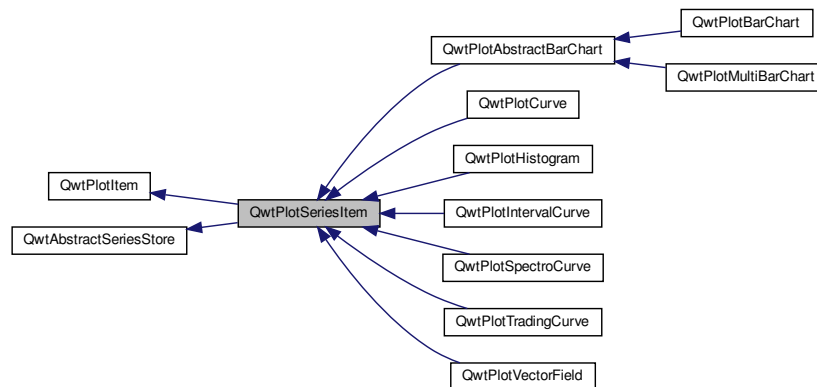 QwtPlotBarChart
QwtPlotAbstractBarChart
QwtPlotMultiBarChart
QwtPlotCurve
QwtPlotHistogram
QwtPlotItem
QwtPlotSeriesItem
QwtPlotIntervalCurve
QwtAbstractSeriesStore
QwtPlotSpectroCurve
QwtPlotTradingCurve
QwtPlotVectorField